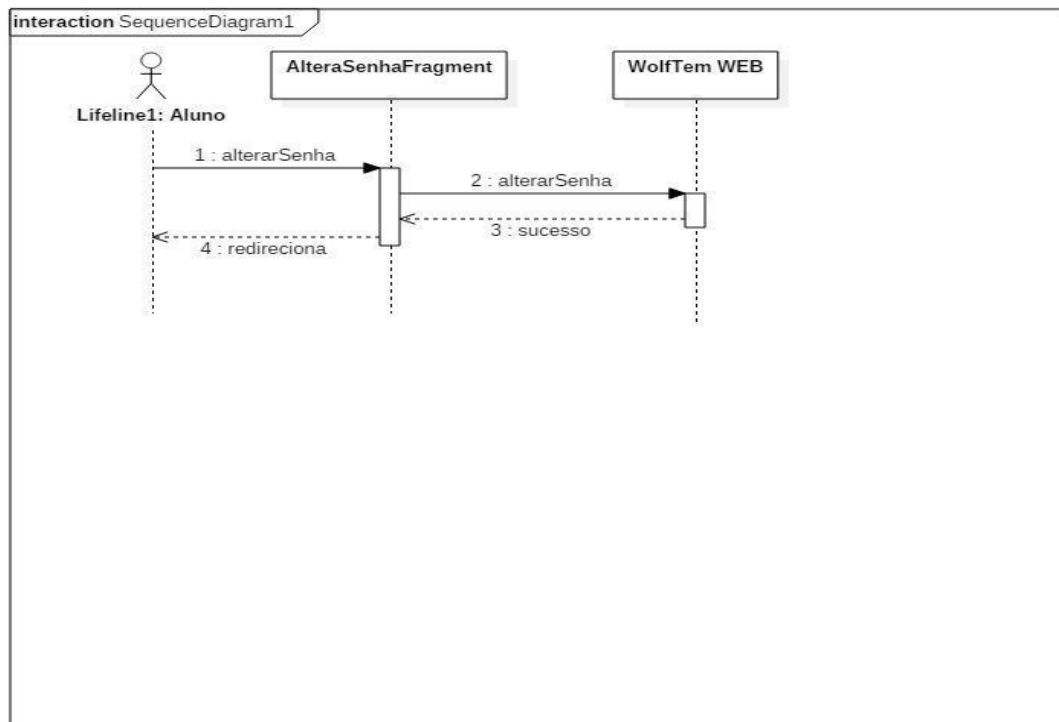 interaction SequenceDiagram1
AlteraSenhaFragment
WolfTem WEB
Lifeline1: Aluno
1 : alterarSenha
2 : alterarSenha
3 : sucesso
4 : redireciona